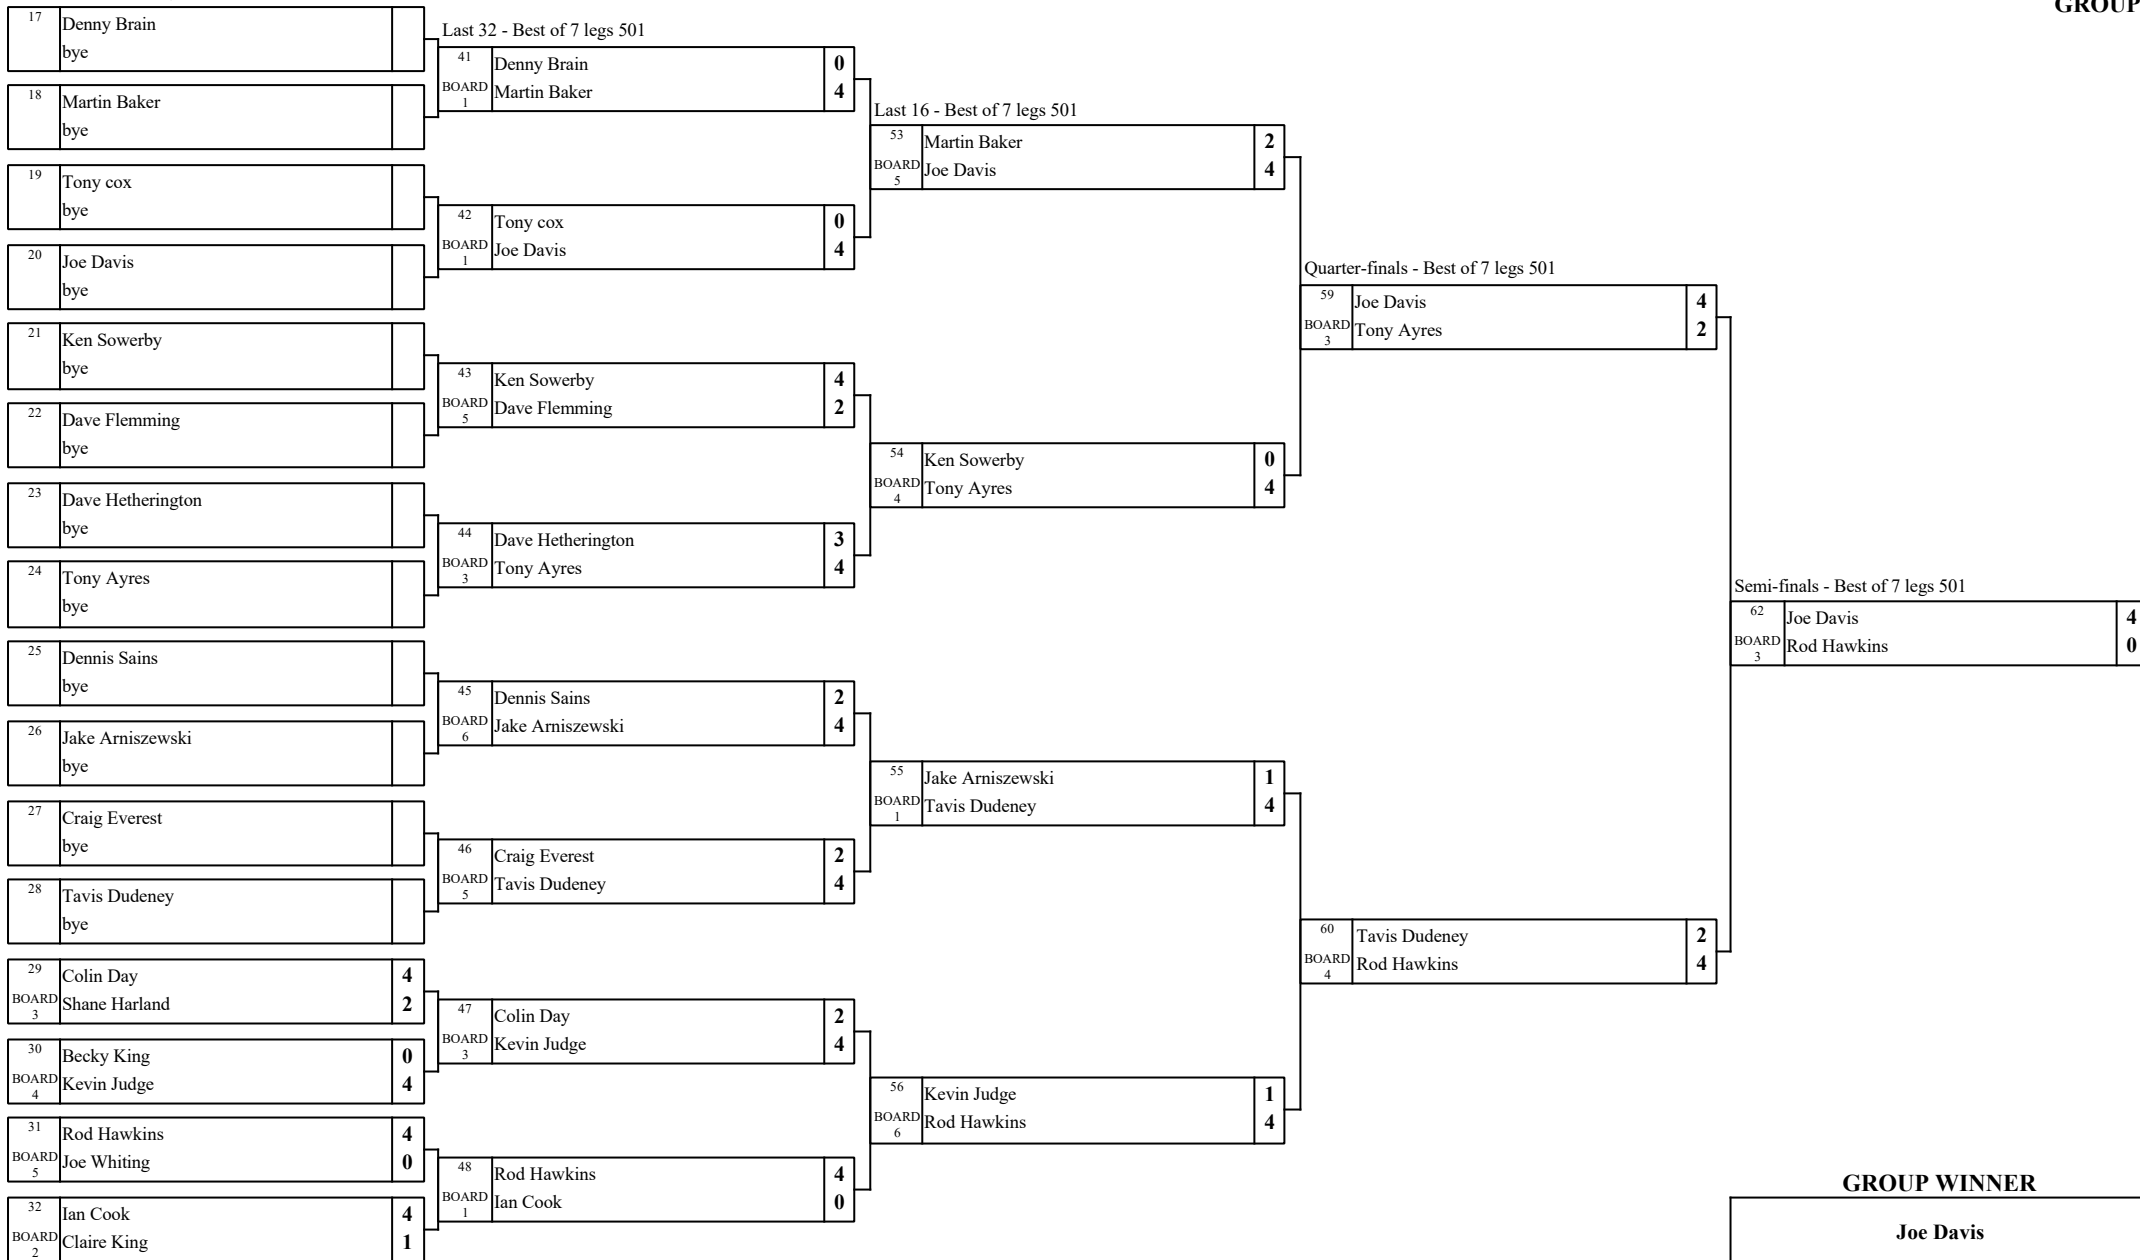 GROUP
17 Denny Brain
bye
18 Martin Baker
bye
19 Tony cox
bye
20 Joe Davis
bye
21 Ken Sowerby
bye
22 Dave Flemming
bye
23 Dave Hetherington
bye
24 Tony Ayres
bye
25 Dennis Sains
bye
26 Jake Arniszewski
bye
27 Craig Everest
bye
28 Tavis Dudeney
bye
29 Colin Day 4
BOARD 3 Shane Harland 2
30 Becky King 0
BOARD 4 Kevin Judge 4
31 Rod Hawkins 4
BOARD 5 Joe Whiting 0
32 Ian Cook 4
BOARD 2 Claire King 1
Last 32 - Best of 7 legs 501
41 Denny Brain 0
BOARD 1 Martin Baker 4
42 Tony cox 0
BOARD 1 Joe Davis 4
43 Ken Sowerby 4
BOARD 5 Dave Flemming 2
44 Dave Hetherington 3
BOARD 3 Tony Ayres 4
45 Dennis Sains 2
BOARD 6 Jake Arniszewski 4
46 Craig Everest 2
BOARD 5 Tavis Dudeney 4
47 Colin Day 2
BOARD 3 Kevin Judge 4
48 Rod Hawkins 4
BOARD 1 Ian Cook 0
Last 16 - Best of 7 legs 501
53 Martin Baker 2
BOARD 5 Joe Davis 4
54 Ken Sowerby 0
BOARD 4 Tony Ayres 4
55 Jake Arniszewski 1
BOARD 1 Tavis Dudeney 4
56 Kevin Judge 1
BOARD 6 Rod Hawkins 4
Quarter-finals - Best of 7 legs 501
59 Joe Davis 4
BOARD 3 Tony Ayres 2
60 Tavis Dudeney 2
BOARD 4 Rod Hawkins 4
Semi-finals - Best of 7 legs 501
62 Joe Davis 4
BOARD 3 Rod Hawkins 0
GROUP WINNER
Joe Davis